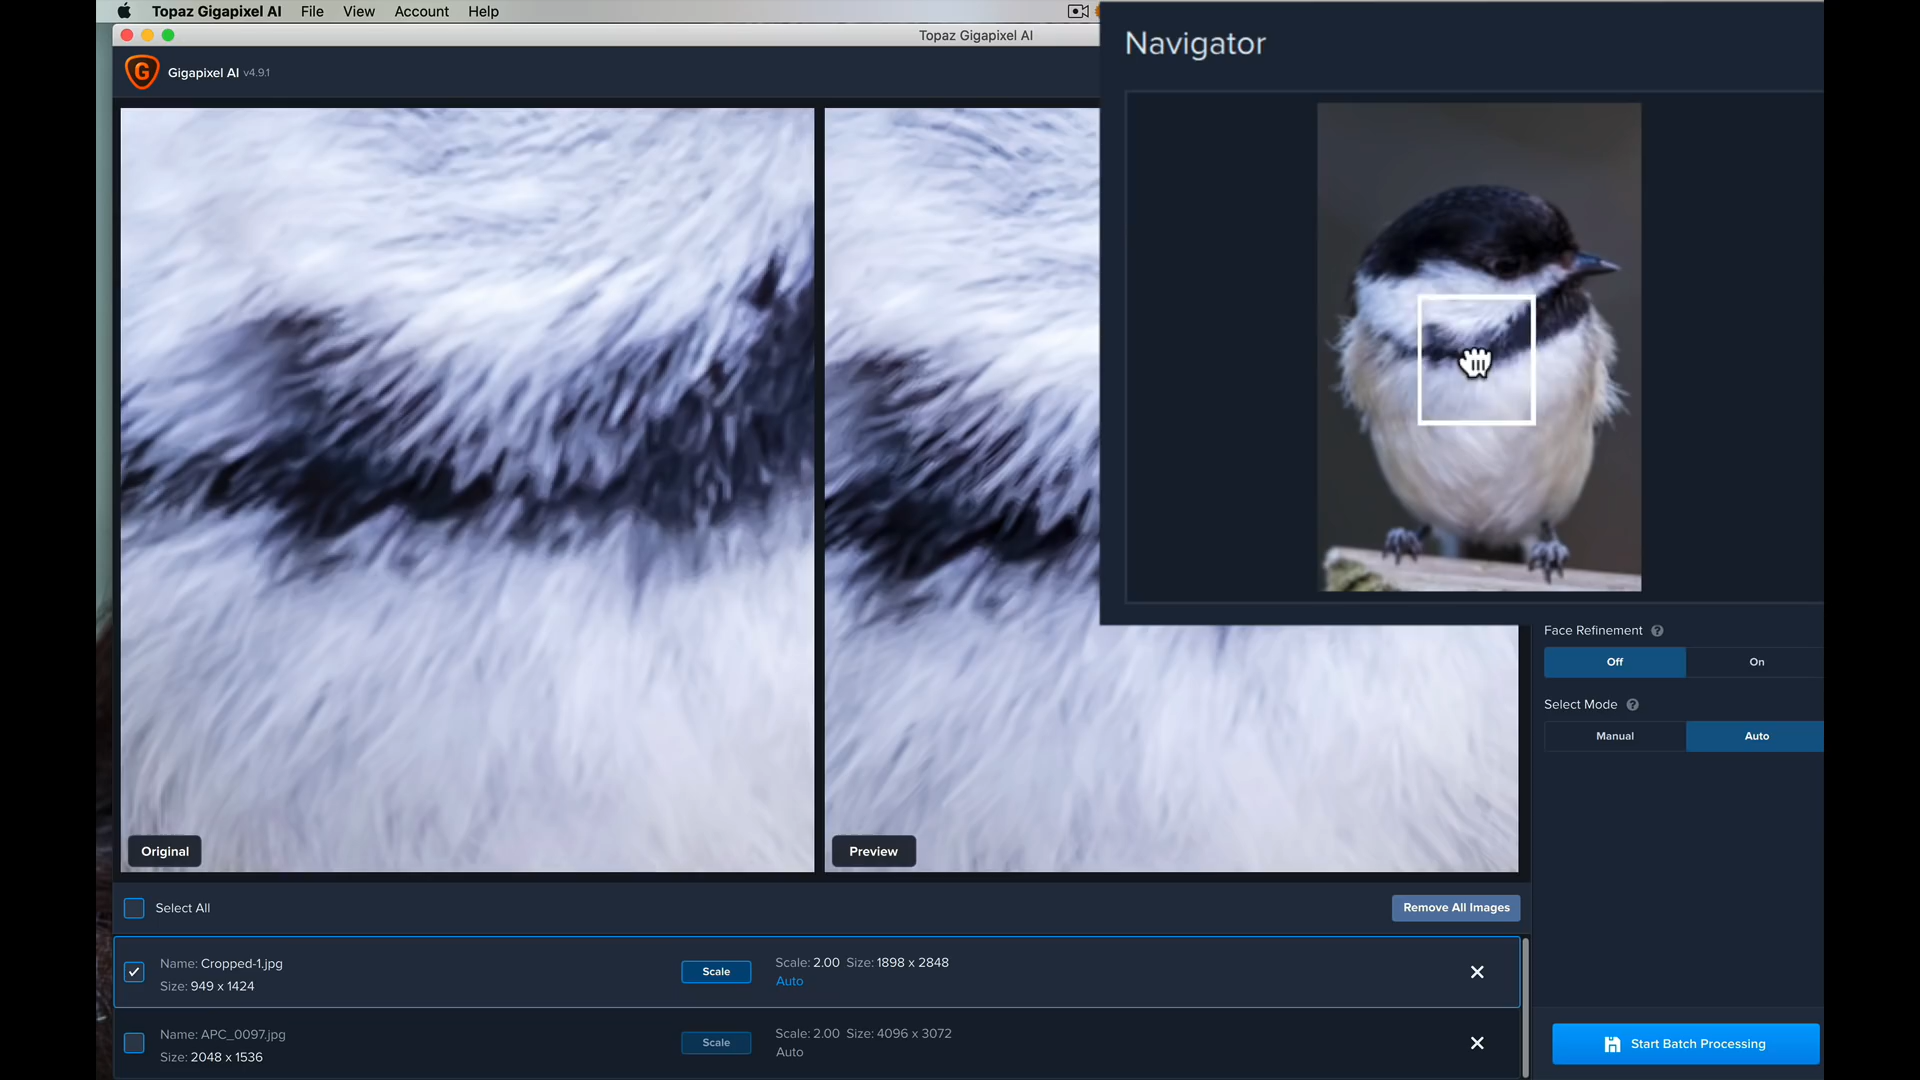 Topaz Gigapixel AI File View Account Help
Topaz Gigapixel AI
G Gigapixel AI v4.9.1
Navigator
Original
Preview
Face Refinement ?
Off On
Select Mode ?
Manual Auto
Select All
Remove All Images
Name: Cropped-1.jpg
Size: 949 x 1424
Scale
Scale: 2.00 Size: 1898 x 2848
Auto
Name: APC_0097.jpg
Size: 2048 x 1536
Scale
Scale: 2.00 Size: 4096 x 3072
Auto
Start Batch Processing